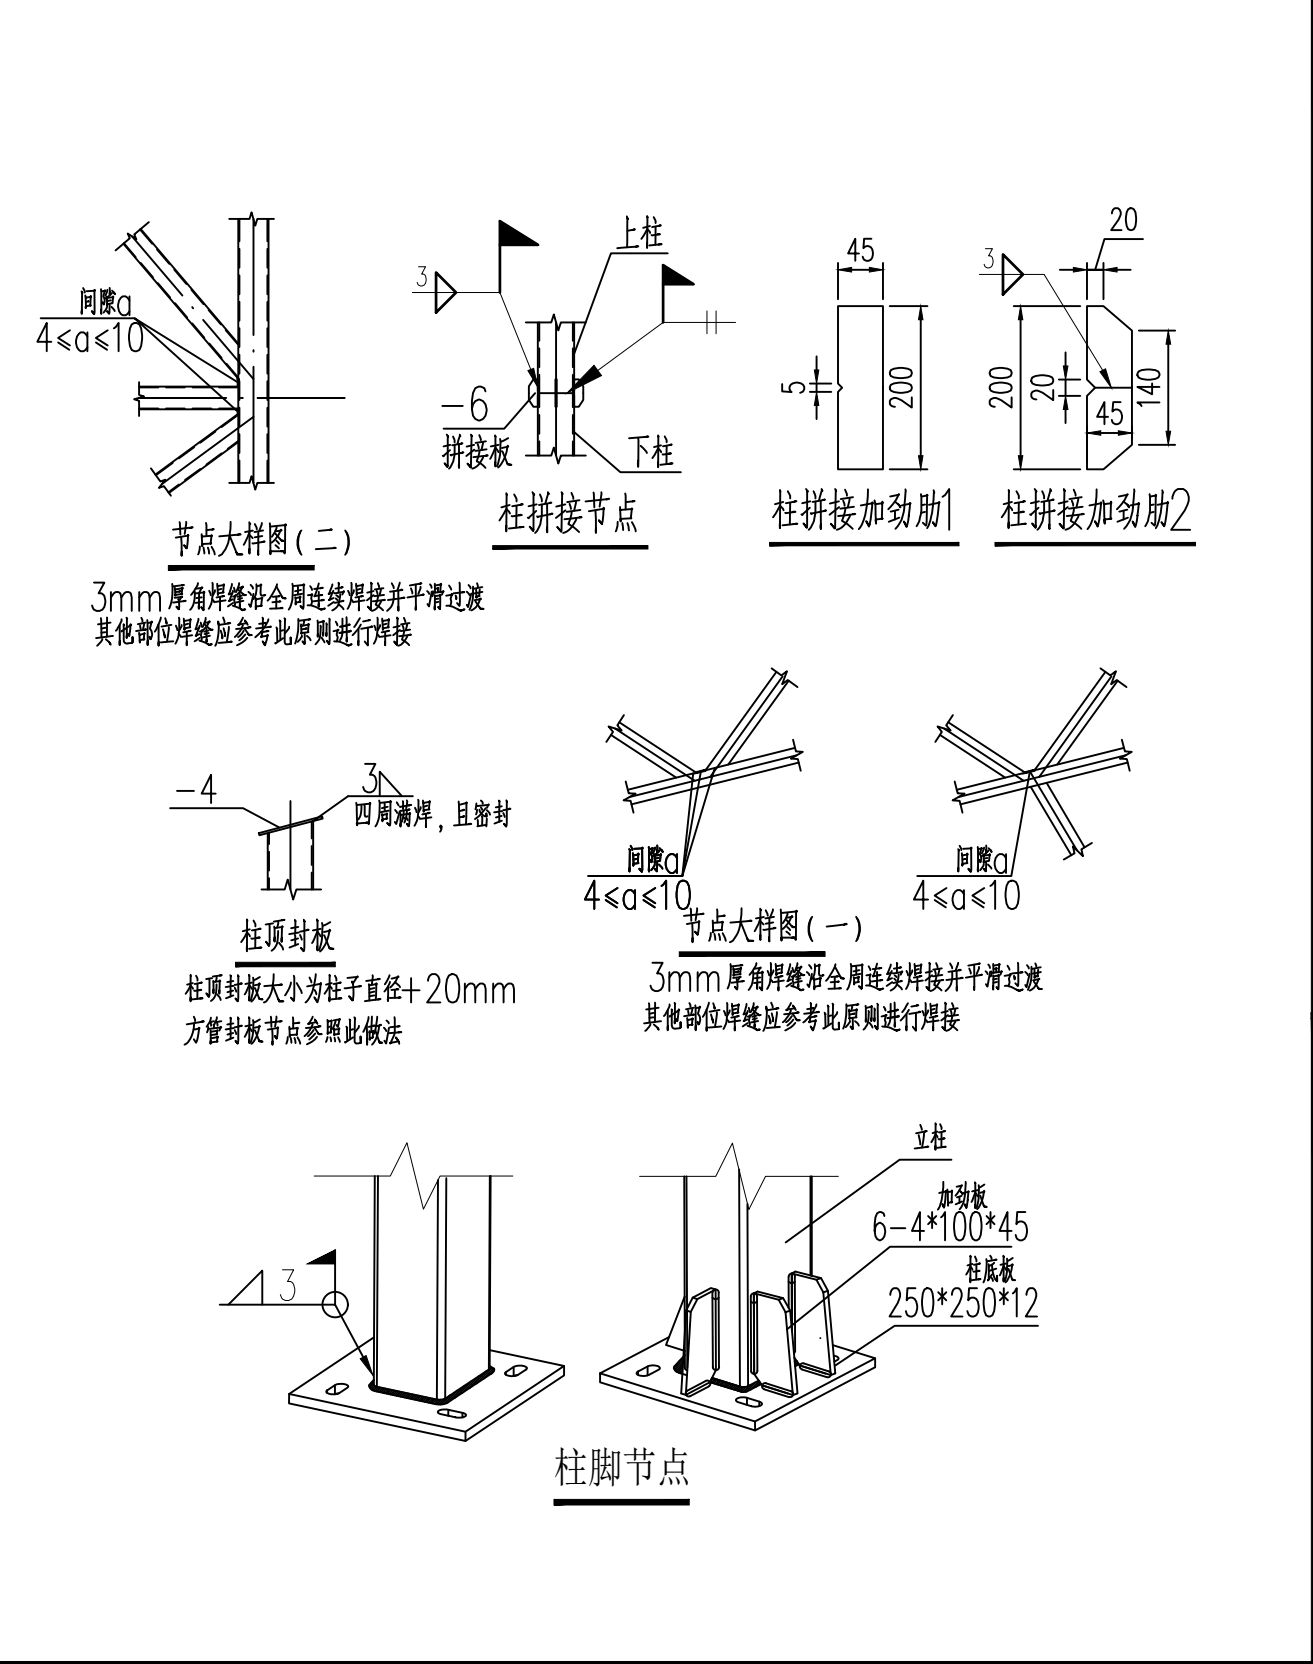 间隙a
4≤a≤10
节点大样图(二)
3mm厚角焊缝沿全周连续焊接并平滑过渡
其他部位焊缝应参考此原则进行焊接
3
上柱
-6
拼接板
下柱
柱拼接节点
45
5
200
柱拼接加劲肋1
20
3
200
20
45
140
柱拼接加劲肋2
-4
3
四周满焊,且密封
柱顶封板
柱顶封板大小为柱子直径+20mm
方管封板节点参照此做法
间隙a
4≤a≤10
间隙a
4≤a≤10
节点大样图(一)
3mm厚角焊缝沿全周连续焊接并平滑过渡
其他部位焊缝应参考此原则进行焊接
3
立柱
加劲板
6-4*100*45
柱底板
250*250*12
柱脚节点